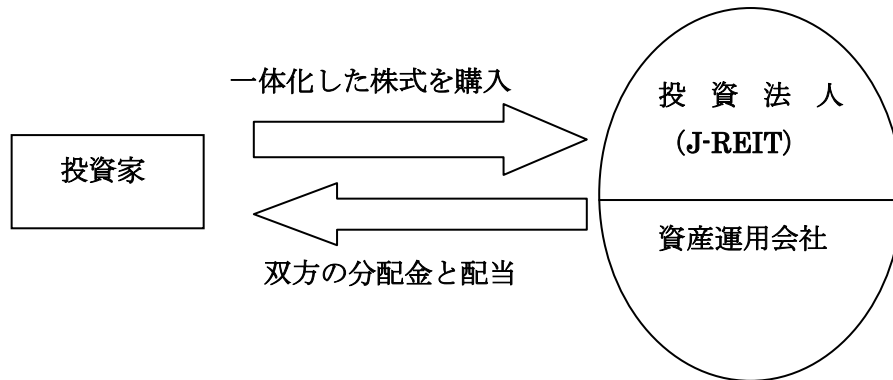 一体化した株式を購入
投資家
双方の分配金と配当
投 資 法 人
(J-REIT)
資産運用会社